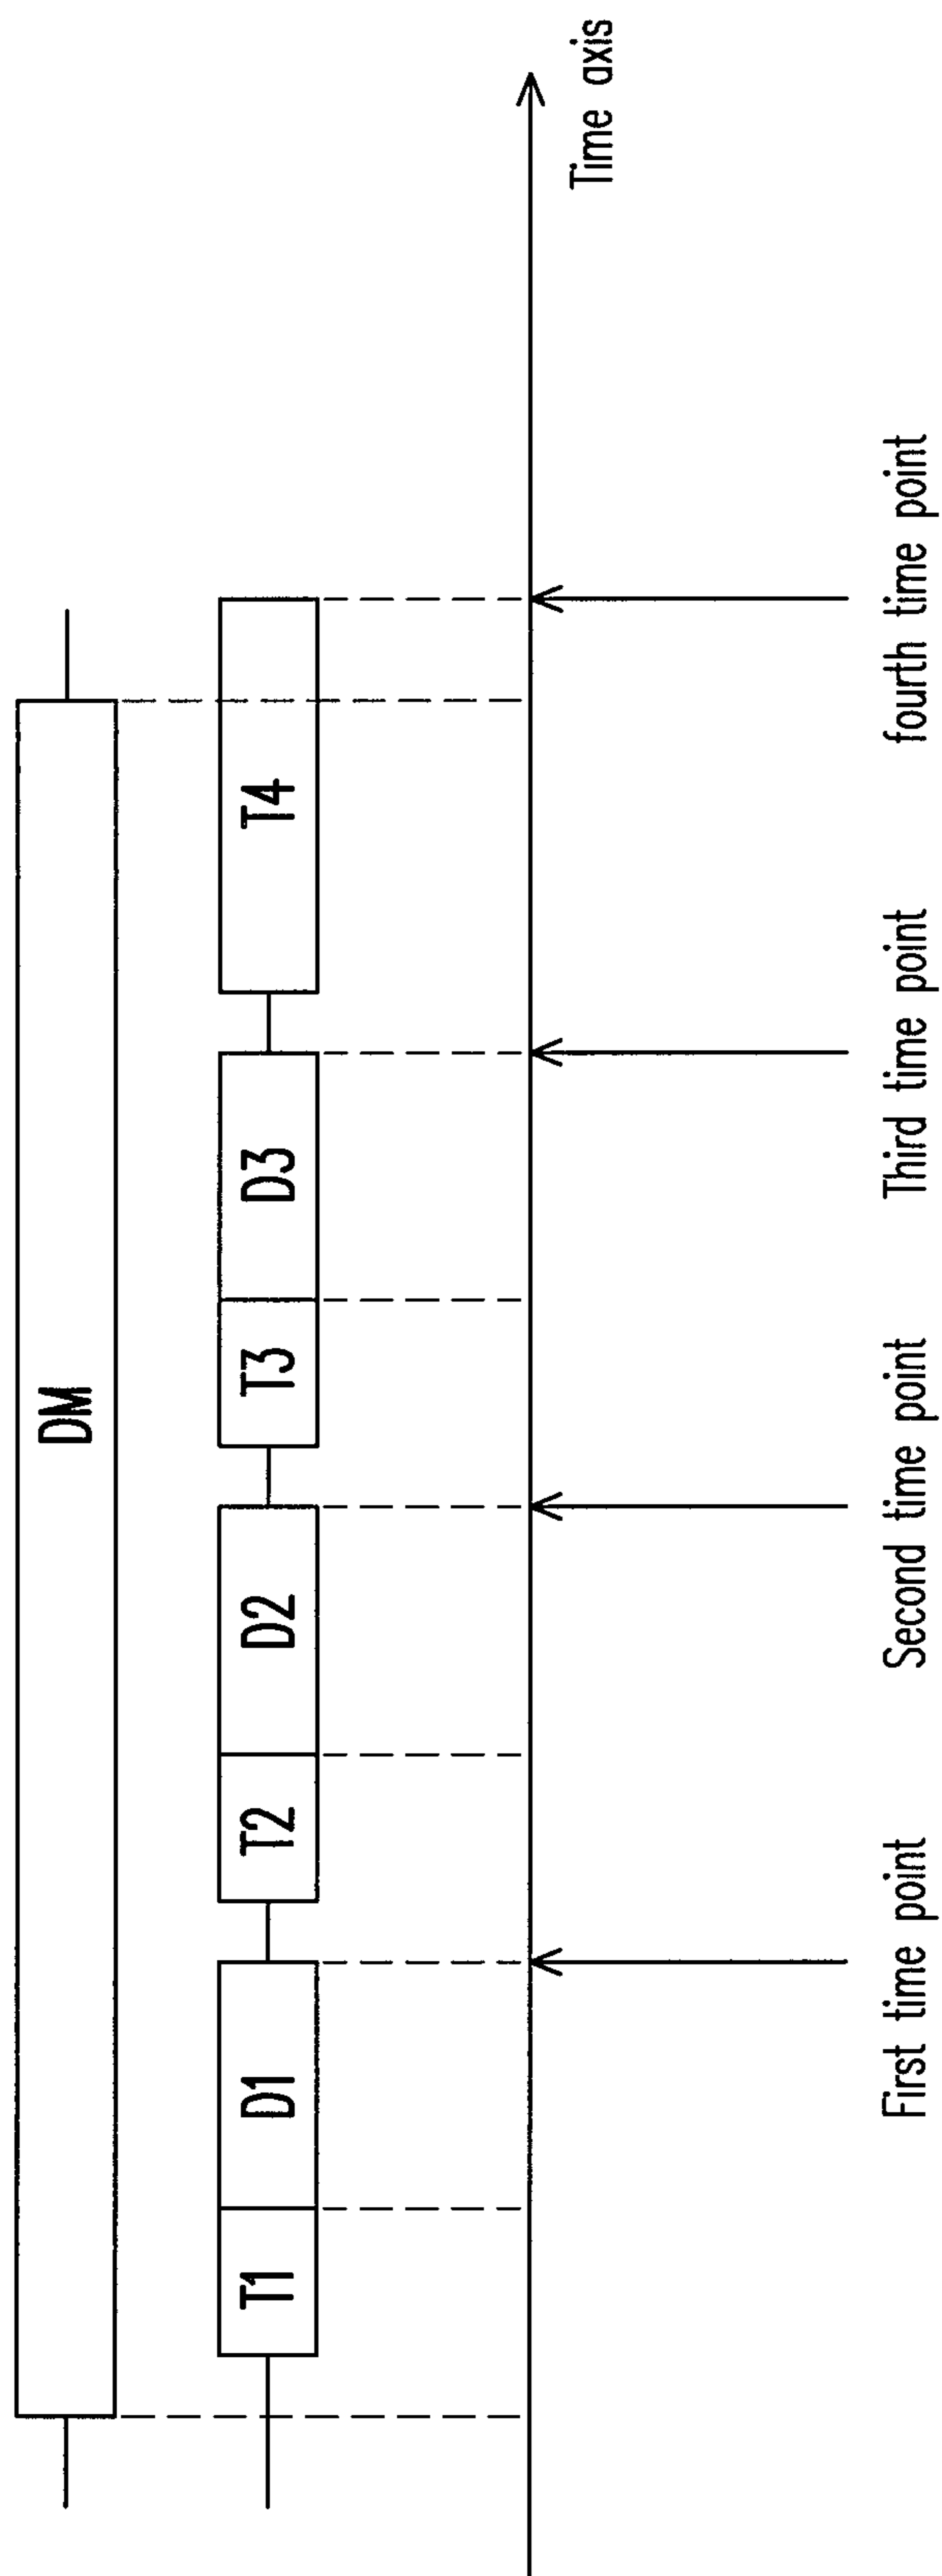 DM
T1 D1 T2 D2 T3 D3 T4
Time axis
First time point Second time point Third time point fourth time point